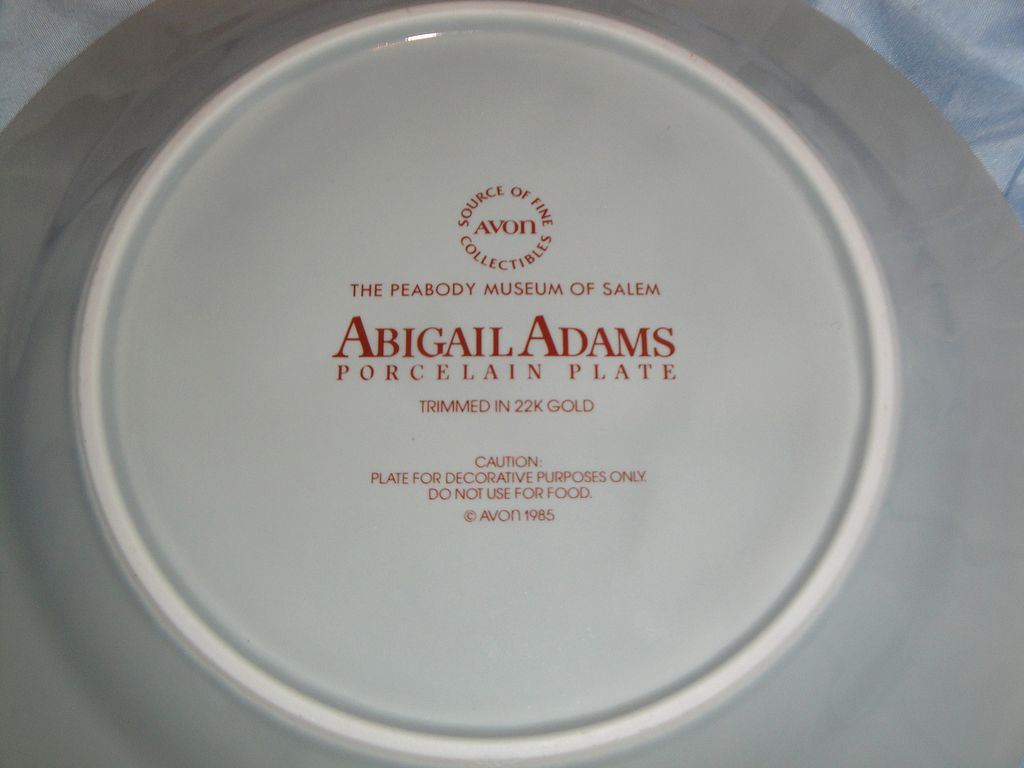 SOURCE OF FINE
AVON
COLLECTIBLES
THE PEABODY MUSEUM OF SALEM
ABIGAIL ADAMS
PORCELAIN PLATE
TRIMMED IN 22K GOLD
CAUTION:
PLATE FOR DECORATIVE PURPOSES ONLY.
DO NOT USE FOR FOOD.
© AVON 1985